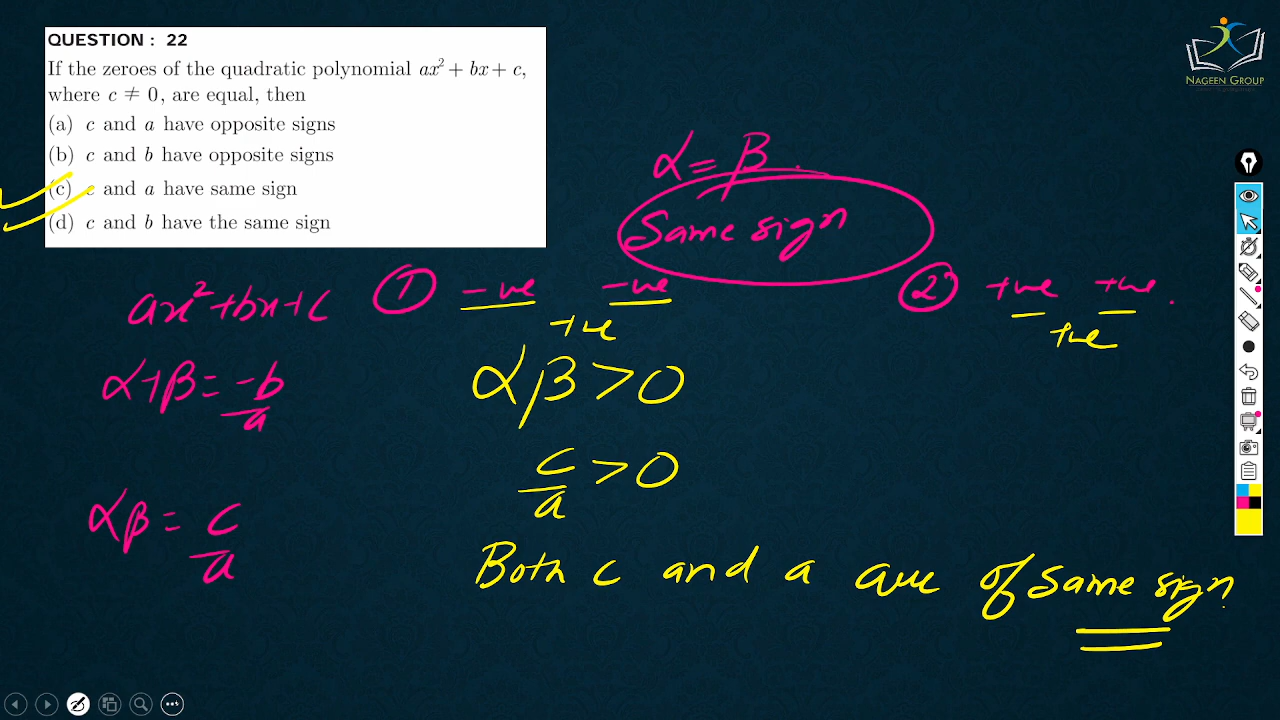 QUESTION : 22
If the zeroes of the quadratic polynomial ax² + bx + c,
where c ≠ 0, are equal, then
(a) c and a have opposite signs
(b) c and b have opposite signs
(c) c and a have same sign
(d) c and b have the same sign
NAGEEN GROUP
α = β.
Same sign
ax²+bx+c
① -ve -ve
+ve
② +ve +ve.
+ve
α+β = -b/a
αβ > 0
c/a > 0
αβ = c/a
Both c and a are of same sign.